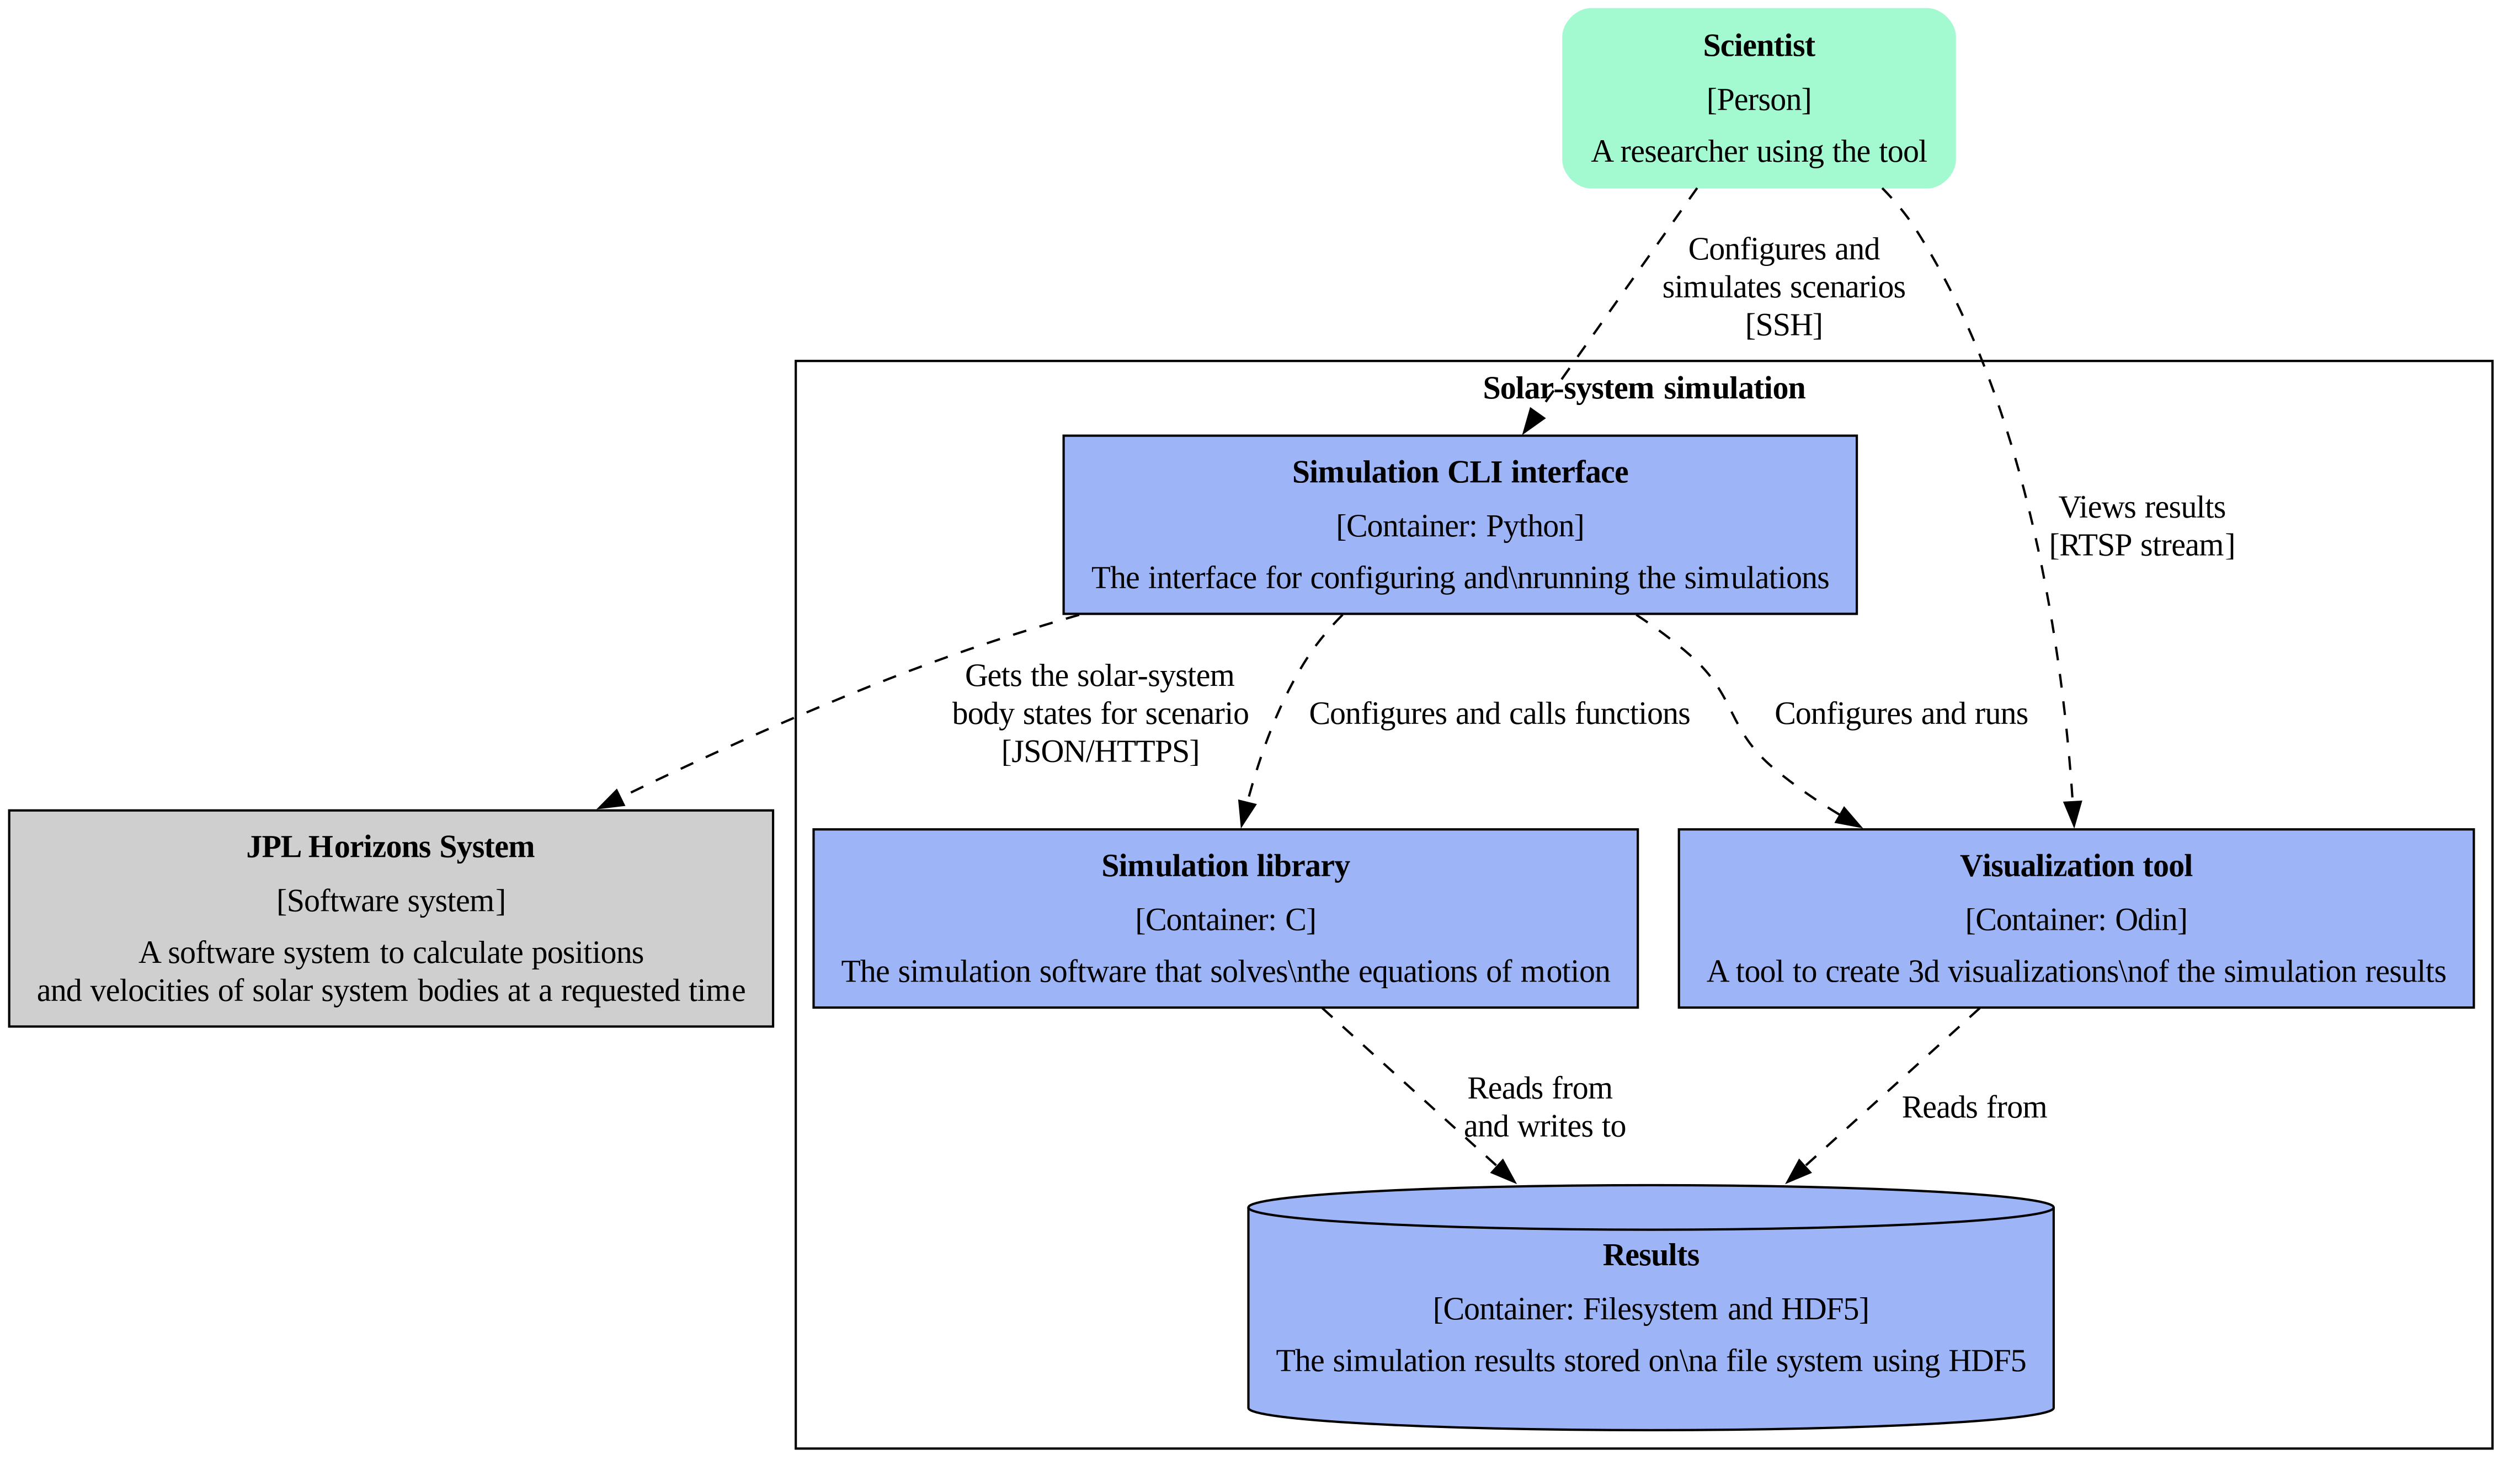 Scientist
[Person]
A researcher using the tool
Configures and
simulates scenarios
[SSH]
Solar-system simulation
Simulation CLI interface
[Container: Python]
The interface for configuring and\nrunning the simulations
Views results
[RTSP stream]
Gets the solar-system
body states for scenario
[JSON/HTTPS]
Configures and calls functions
Configures and runs
JPL Horizons System
[Software system]
A software system to calculate positions
and velocities of solar system bodies at a requested time
Simulation library
[Container: C]
The simulation software that solves\nthe equations of motion
Visualization tool
[Container: Odin]
A tool to create 3d visualizations\nof the simulation results
Reads from
and writes to
Reads from
Results
[Container: Filesystem and HDF5]
The simulation results stored on\na file system using HDF5